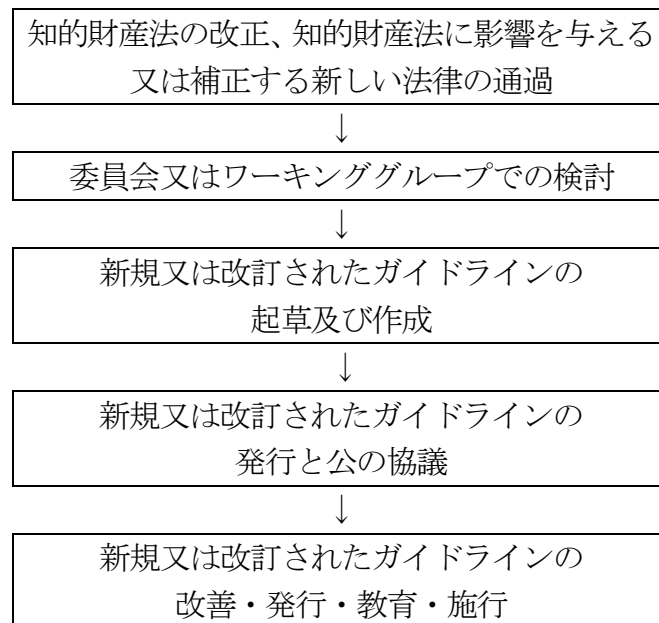 知的財産法の改正、知的財産法に影響を与える
又は補正する新しい法律の通過
↓
委員会又はワーキンググループでの検討
↓
新規又は改訂されたガイドラインの
起草及び作成
↓
新規又は改訂されたガイドラインの
発行と公の協議
↓
新規又は改訂されたガイドラインの
改善・発行・教育・施行